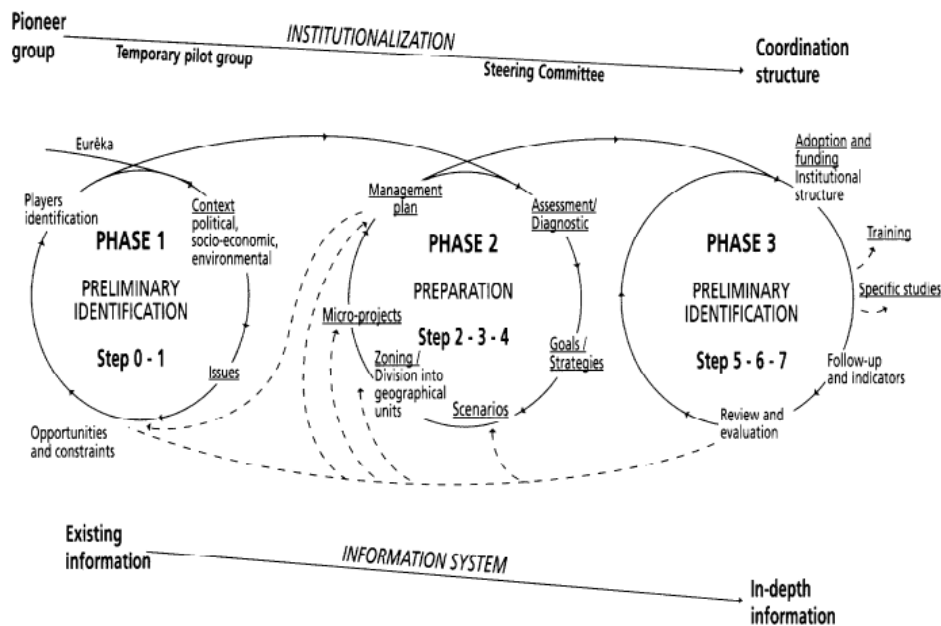 Pioneer
group
INSTITUTIONALIZATION
Temporary pilot group
Steering Committee
Coordination
structure
Eurêka
Players
identification
Context
political,
socio-economic,
environmental
PHASE 1
PRELIMINARY
IDENTIFICATION
Step 0 - 1
Issues
Opportunities
and constraints
Management
plan
Assessment/
Diagnostic
PHASE 2
PREPARATION
Step 2 - 3 - 4
Micro-projects
Zoning /
Division into
geographical
units
Goals /
Strategies
Scenarios
Adoption and
funding
Institutional
structure
PHASE 3
PRELIMINARY
IDENTIFICATION
Step 5 - 6 - 7
Training
Specific studies
Follow-up
and indicators
Review and
evaluation
Existing
information
INFORMATION SYSTEM
In-depth
information